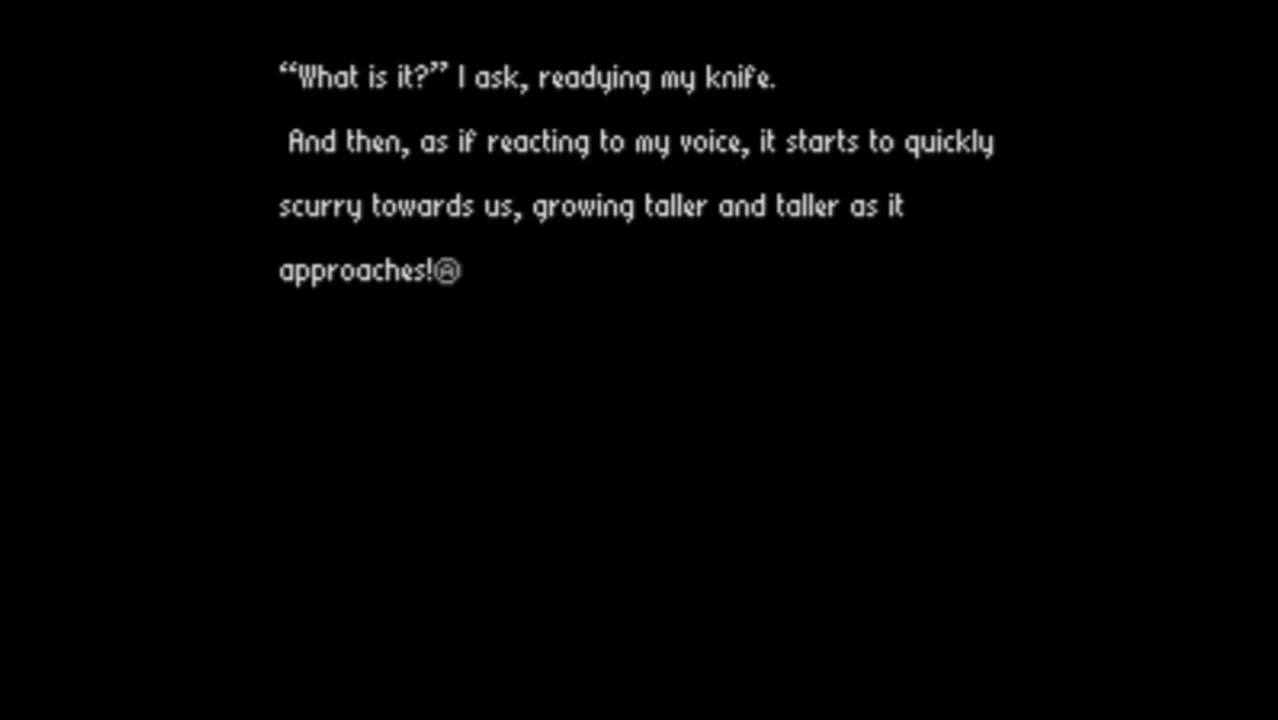 “What is it?” I ask, readying my knife.
And then, as if reacting to my voice, it starts to quickly
scurry towards us, growing taller and taller as it
approaches!Ⓐ